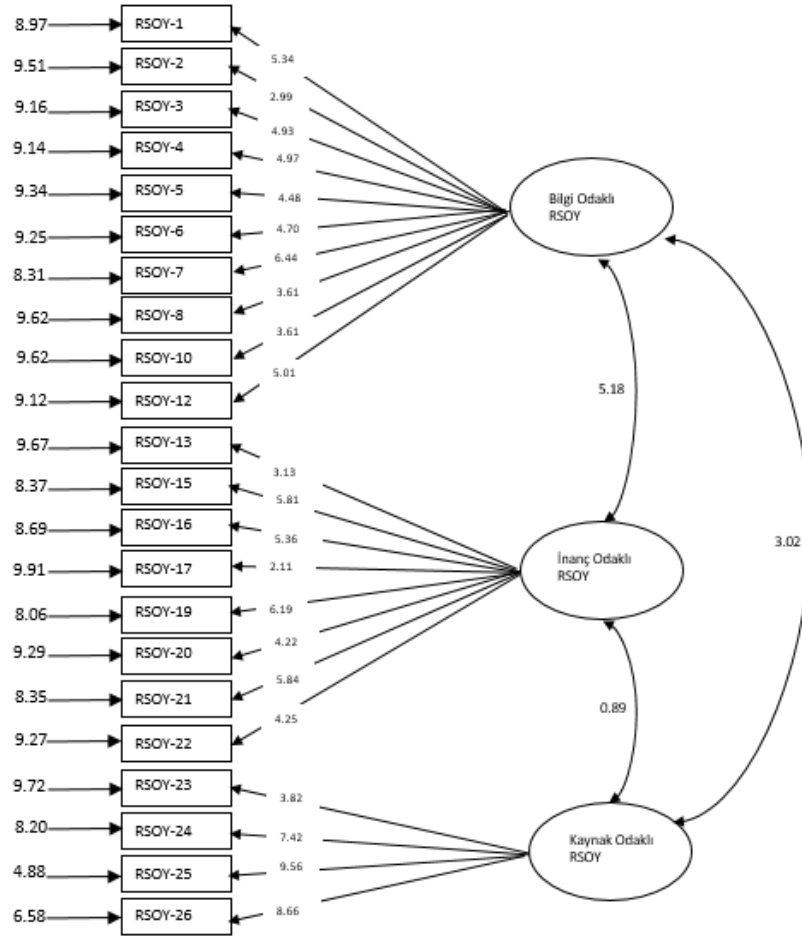 8.97 RSOY-1 5.34
9.51 RSOY-2 2.99
9.16 RSOY-3 4.93
9.14 RSOY-4 4.97
9.34 RSOY-5 4.48
9.25 RSOY-6 4.70
8.31 RSOY-7 6.44
9.62 RSOY-8 3.61
9.62 RSOY-10 3.61
9.12 RSOY-12 5.01
Bilgi Odaklı
RSOY
5.18
3.02
9.67 RSOY-13 3.13
8.37 RSOY-15 5.81
8.69 RSOY-16 5.36
9.91 RSOY-17 2.11
8.06 RSOY-19 6.19
9.29 RSOY-20 4.22
8.35 RSOY-21 5.84
9.27 RSOY-22 4.25
İnanç Odaklı
RSOY
0.89
9.72 RSOY-23 3.82
8.20 RSOY-24 7.42
4.88 RSOY-25 9.56
6.58 RSOY-26 8.66
Kaynak Odaklı
RSOY